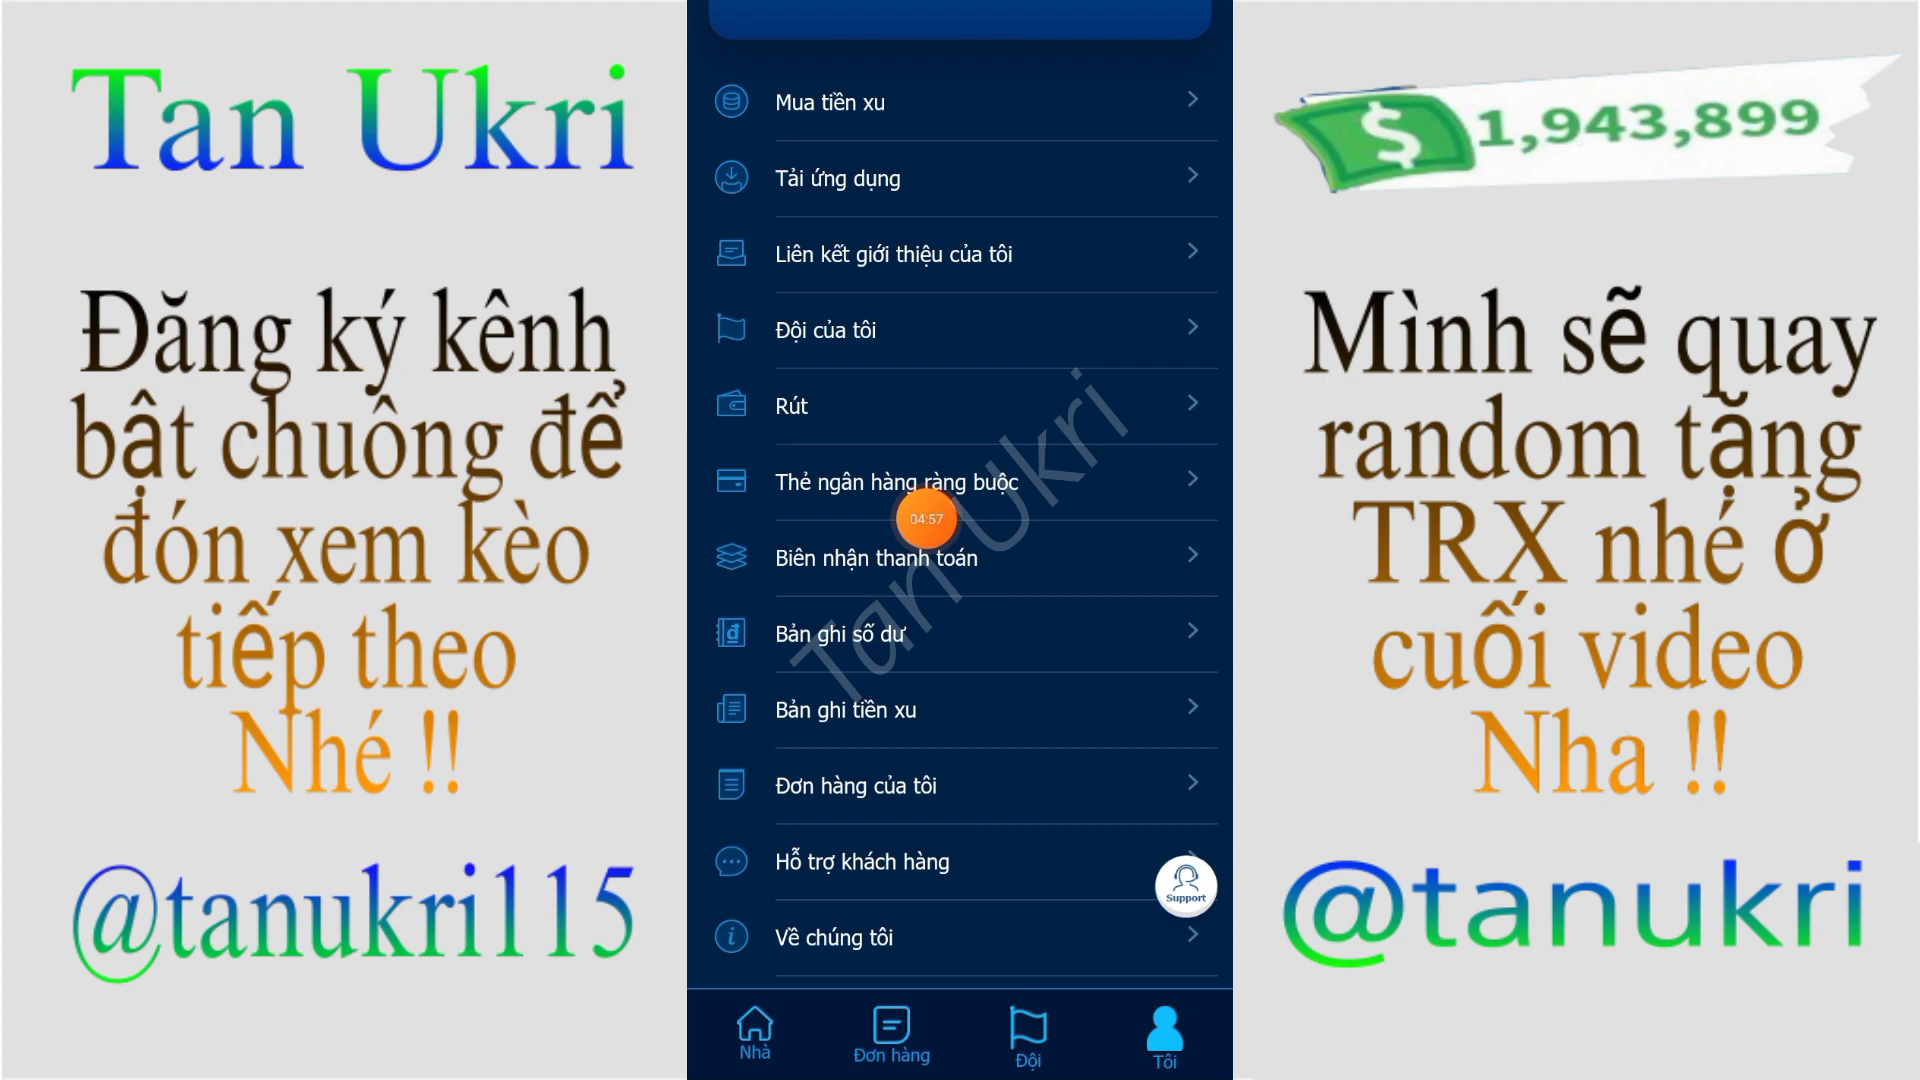 Tan Ukri
Đăng ký kênh
bật chuông để
đón xem kèo
tiếp theo
Nhé !!
@tanukri115
Mua tiền xu
Tải ứng dụng
Liên kết giới thiệu của tôi
Đội của tôi
Rút
Thẻ ngân hàng ràng buộc
04:57
Biên nhận thanh toán
Bản ghi số dư
Bản ghi tiền xu
Đơn hàng của tôi
Hỗ trợ khách hàng
Support
Về chúng tôi
Nhà
Đơn hàng
Đội
Tôi
Tan Ukri
$ 1,943,899
Mình sẽ quay
random tặng
TRX nhé ở
cuối video
Nha !!
@tanukri